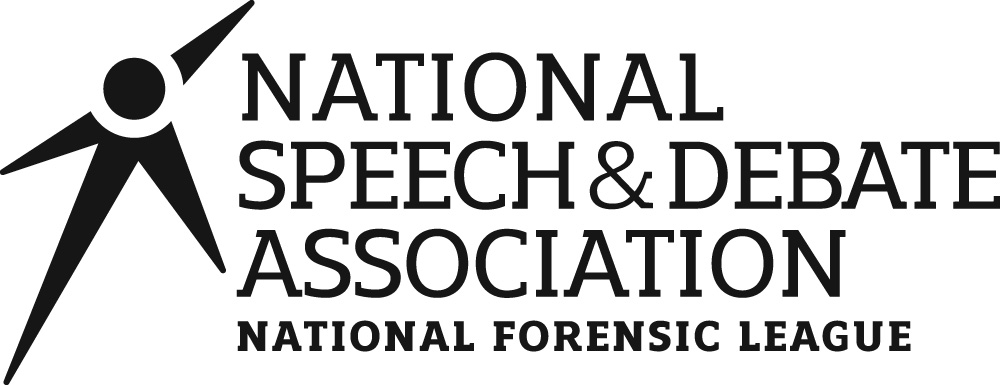 NATIONAL
SPEECH & DEBATE
ASSOCIATION
NATIONAL FORENSIC LEAGUE